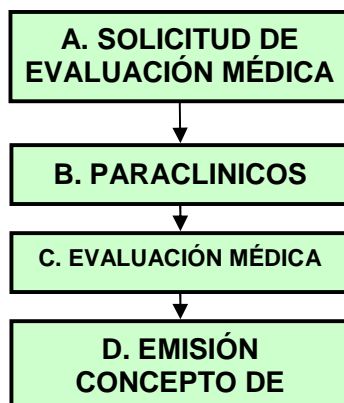 A. SOLICITUD DE
EVALUACIÓN MÉDICA
B. PARACLINICOS
C. EVALUACIÓN MÉDICA
D. EMISIÓN
CONCEPTO DE